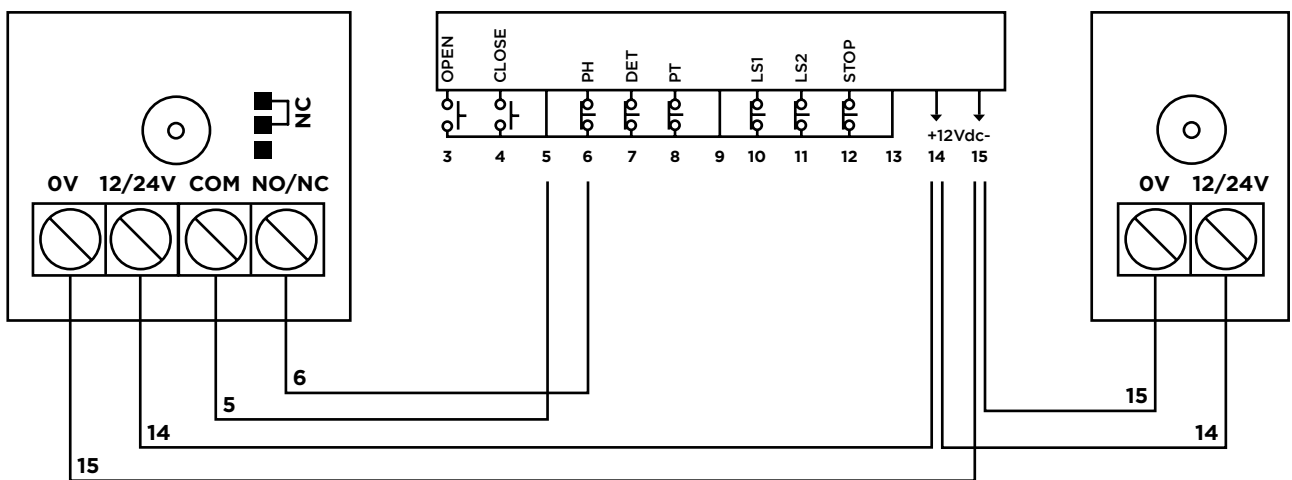 OPEN
CLOSE
PH
DET
PT
LS1
LS2
STOP
NC
+12Vdc-
3 4 5 6 7 8 9 10 11 12 13 14 15
0V 12/24V COM NO/NC
0V 12/24V
6
5
14
15
15
14